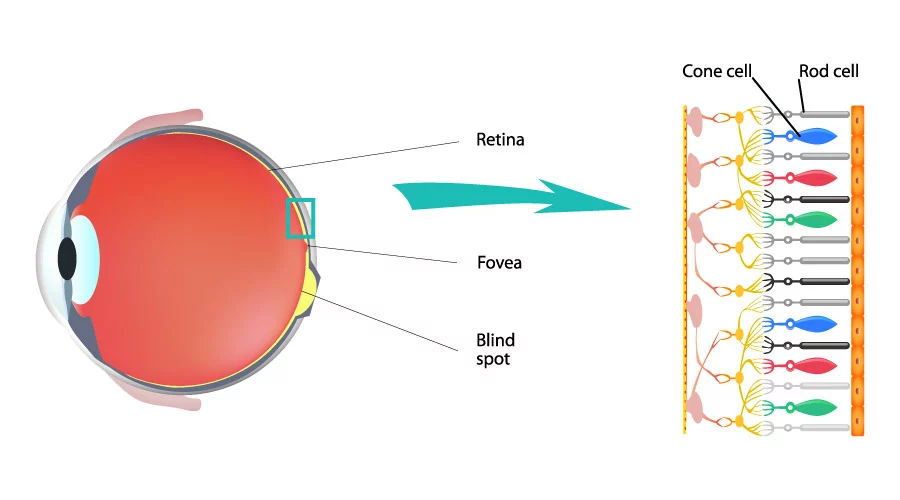 Cone cell
Rod cell
Retina
Fovea
Blind
spot